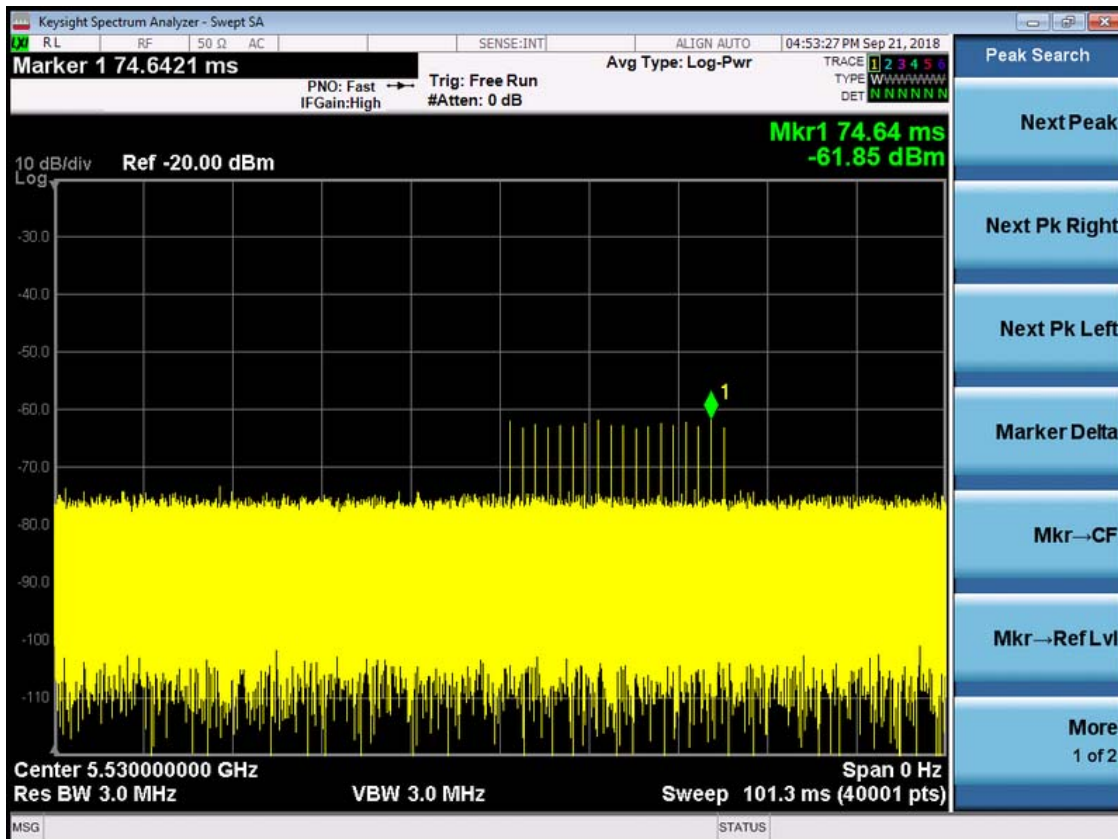 Keysight Spectrum Analyzer - Swept SA
LXI RL RF 50 Ω AC SENSE:INT ALIGN AUTO 04:53:27 PM Sep 21, 2018
Marker 1 74.6421 ms
PNO: Fast
IFGain:High
Trig: Free Run
#Atten: 0 dB
Avg Type: Log-Pwr
TRACE 1 2 3 4 5 6
TYPE WWWWWWW
DET N N N N N N
Mkr1 74.64 ms
-61.85 dBm
10 dB/div Ref -20.00 dBm
Log
-30.0
-40.0
-50.0
-60.0
1
-70.0
-80.0
-90.0
-100
-110
Center 5.530000000 GHz Span 0 Hz
Res BW 3.0 MHz VBW 3.0 MHz Sweep 101.3 ms (40001 pts)
MSG STATUS
Peak Search
Next Peak
Next Pk Right
Next Pk Left
Marker Delta
Mkr→CF
Mkr→Ref Lvl
More
1 of 2